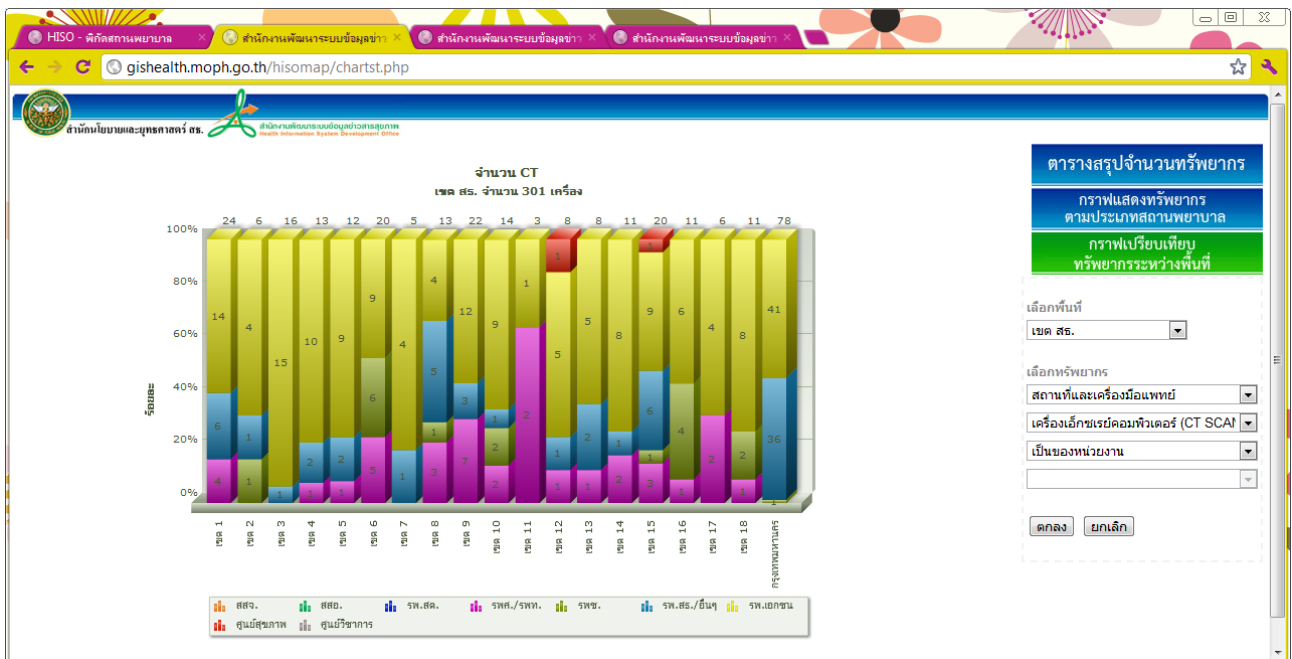 HISO - พิกัดสถานพยาบาล
สำนักงานพัฒนาระบบข้อมูลข่าว
สำนักงานพัฒนาระบบข้อมูลข่า
สำนักงานพัฒนาระบบข้อมูลข่า
gishealth.moph.go.th/hisomap/chartst.php
สำนักนโยบายและยุทธศาสตร์ สธ.
สำนักงานพัฒนาระบบข้อมูลข่าวสารสุขภาพ
Health Information System Development Office
จำนวน CT
เขต สธ. จำนวน 301 เครื่อง
24 6 16 13 12 20 5 13 22 14 3 8 8 11 20 11 6 11 78
100%
80%
60%
40%
20%
0%
ร้อยละ
14 6 4
4 1 1
15 1
10 2 1
9 2 1
9 6 5
4 1
4 5 1 3
12 3 7
9 1 2 2
1 2
1 5 1 1
5 2 1
8 1 2
1 9 6 1 3
6 4 1
4 2
8 2 1
41 36 1
เขต 1
เขต 2
เขต 3
เขต 4
เขต 5
เขต 6
เขต 7
เขต 8
เขต 9
เขต 10
เขต 11
เขต 12
เขต 13
เขต 14
เขต 15
เขต 16
เขต 17
เขต 18
กรุงเทพมหานคร
สสจ. สสอ. รพ.สต. รพศ./รพท. รพช. รพ.สธ./อื่นๆ รพ.เอกชน
ศูนย์สุขภาพ ศูนย์วิชาการ
ตารางสรุปจำนวนทรัพยากร
กราฟแสดงทรัพยากร
ตามประเภทสถานพยาบาล
กราฟเปรียบเทียบ
ทรัพยากรระหว่างพื้นที่
เลือกพื้นที่
เขต สธ.
เลือกทรัพยากร
สถานที่และเครื่องมือแพทย์
เครื่องเอ็กซเรย์คอมพิวเตอร์ (CT SCAN
เป็นของหน่วยงาน
ตกลง ยกเลิก